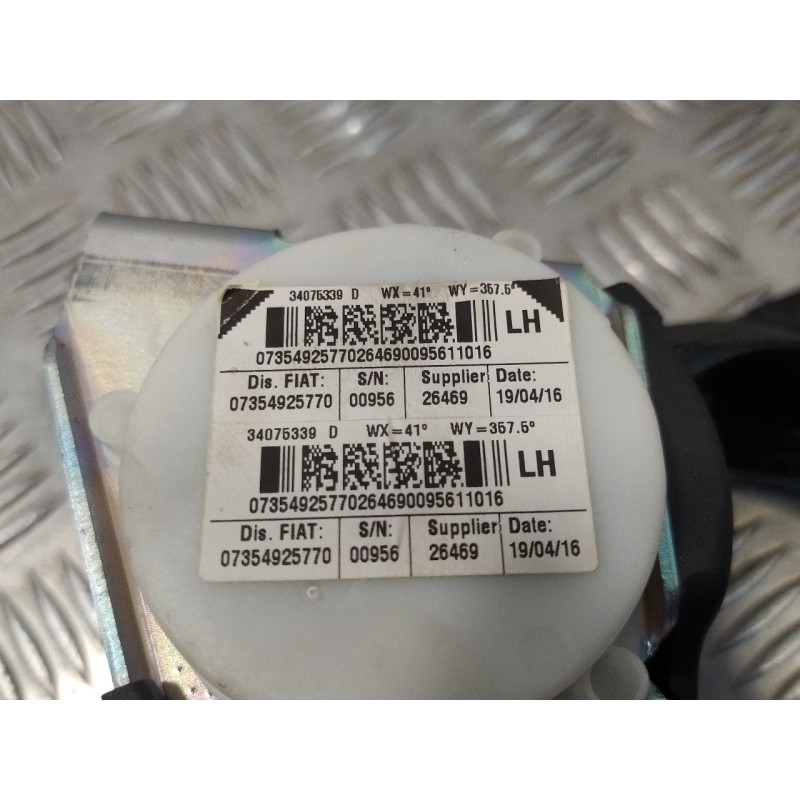 34075339 D WX=41° WY=357.5°
LH
07354925770264690095611016
Dis. FIAT: S/N: Supplier: Date:
07354925770 00956 26469 19/04/16
34075339 D WX=41° WY=357.5°
LH
07354925770264690095611016
Dis. FIAT: S/N: Supplier Date:
07354925770 00956 26469 19/04/16